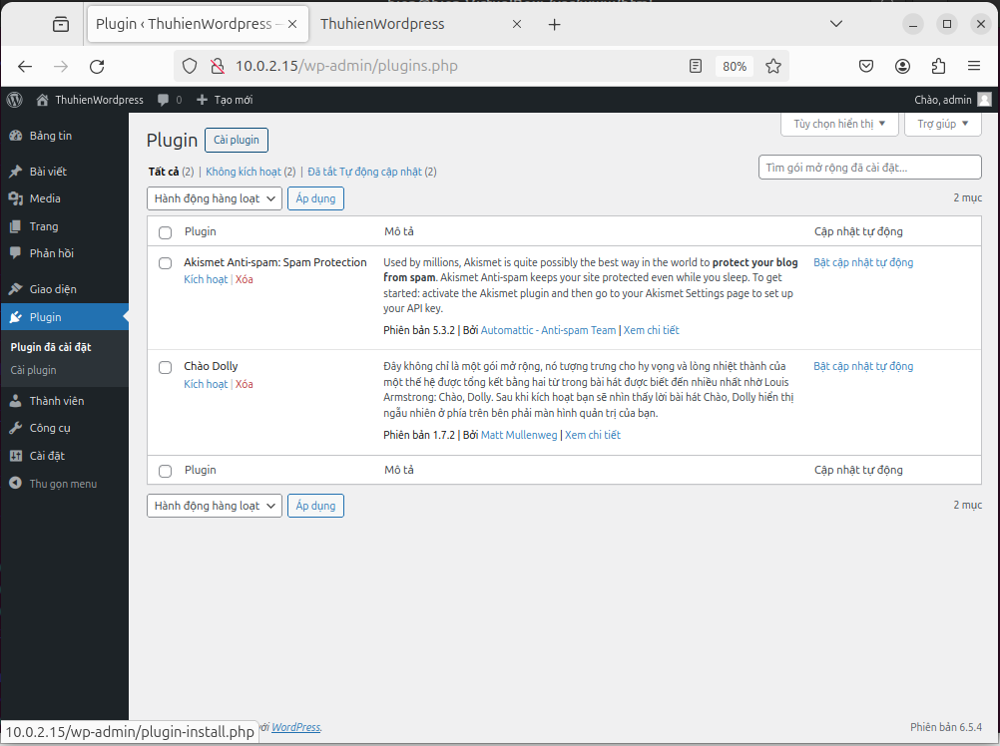 Plugin ‹ ThuhienWordpress —
ThuhienWordpress
10.0.2.15/wp-admin/plugins.php
80%
ThuhienWordpress
0
Tạo mới
Chào, admin
Bảng tin
Bài viết
Media
Trang
Phản hồi
Giao diện
Plugin
Plugin đã cài đặt
Cài plugin
Thành viên
Công cụ
Cài đặt
Thu gọn menu
Tùy chọn hiển thị ▼
Trợ giúp ▼
Plugin
Cài plugin
Tất cả (2) | Không kích hoạt (2) | Đã tắt Tự động cập nhật (2)
Tìm gói mở rộng đã cài đặt...
Hành động hàng loạt
Áp dụng
2 mục
Plugin
Mô tả
Cập nhật tự động
Akismet Anti-spam: Spam Protection
Kích hoạt | Xóa
Used by millions, Akismet is quite possibly the best way in the world to protect your blog
from spam. Akismet Anti-spam keeps your site protected even while you sleep. To get
started: activate the Akismet plugin and then go to your Akismet Settings page to set up
your API key.
Phiên bản 5.3.2 | Bởi Automattic - Anti-spam Team | Xem chi tiết
Bật cập nhật tự động
Chào Dolly
Kích hoạt | Xóa
Đây không chỉ là một gói mở rộng, nó tượng trưng cho hy vọng và lòng nhiệt thành của
một thế hệ được tổng kết bằng hai từ trong bài hát được biết đến nhiều nhất nhờ Louis
Armstrong: Chào, Dolly. Sau khi kích hoạt bạn sẽ nhìn thấy lời bài hát Chào, Dolly hiển thị
ngẫu nhiên ở phía trên bên phải màn hình quản trị của bạn.
Phiên bản 1.7.2 | Bởi Matt Mullenweg | Xem chi tiết
Bật cập nhật tự động
Plugin
Mô tả
Cập nhật tự động
Hành động hàng loạt
Áp dụng
2 mục
WordPress.
Phiên bản 6.5.4
10.0.2.15/wp-admin/plugin-install.php